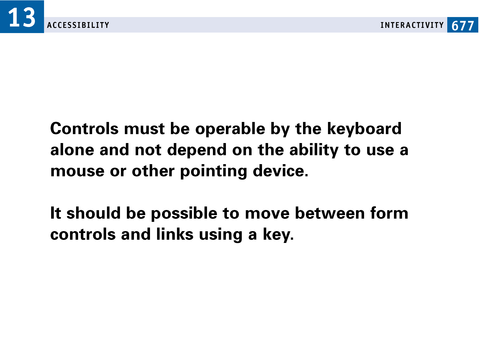 13 ACCESSIBILITY INTERACTIVITY 677
Controls must be operable by the keyboard
alone and not depend on the ability to use a
mouse or other pointing device.
It should be possible to move between form
controls and links using a key.